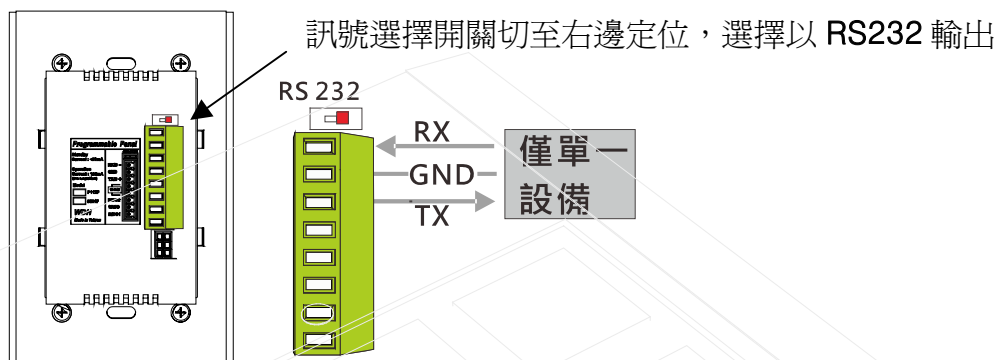 訊號選擇開關切至右邊定位，選擇以 RS232 輸出
RS 232
RX
GND
TX
僅單一
設備
Programmable Panel